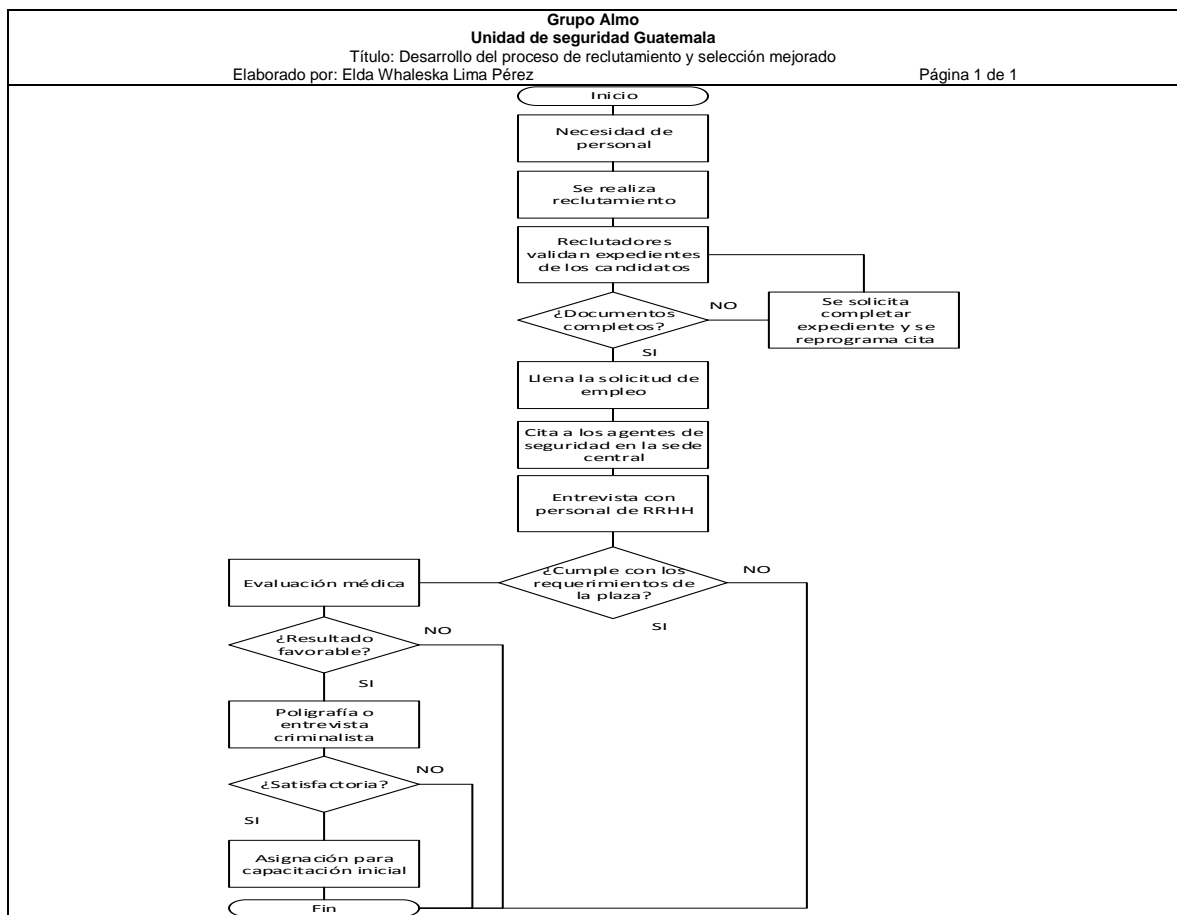 Grupo Almo
Unidad de seguridad Guatemala
Título: Desarrollo del proceso de reclutamiento y selección mejorado
Elaborado por: Elda Whaleska Lima Pérez Página 1 de 1
Inicio
Necesidad de
personal
Se realiza
reclutamiento
Reclutadores
validan expedientes
de los candidatos
¿Documentos
completos?
NO
Se solicita
completar
expediente y se
reprograma cita
SI
Llena la solicitud de
empleo
Cita a los agentes de
seguridad en la sede
central
Entrevista con
personal de RRHH
¿Cumple con los
requerimientos de
la plaza?
NO
SI
Evaluación médica
¿Resultado
favorable?
NO
SI
Poligrafía o
entrevista
criminalista
¿Satisfactoria?
NO
SI
Asignación para
capacitación inicial
Fin